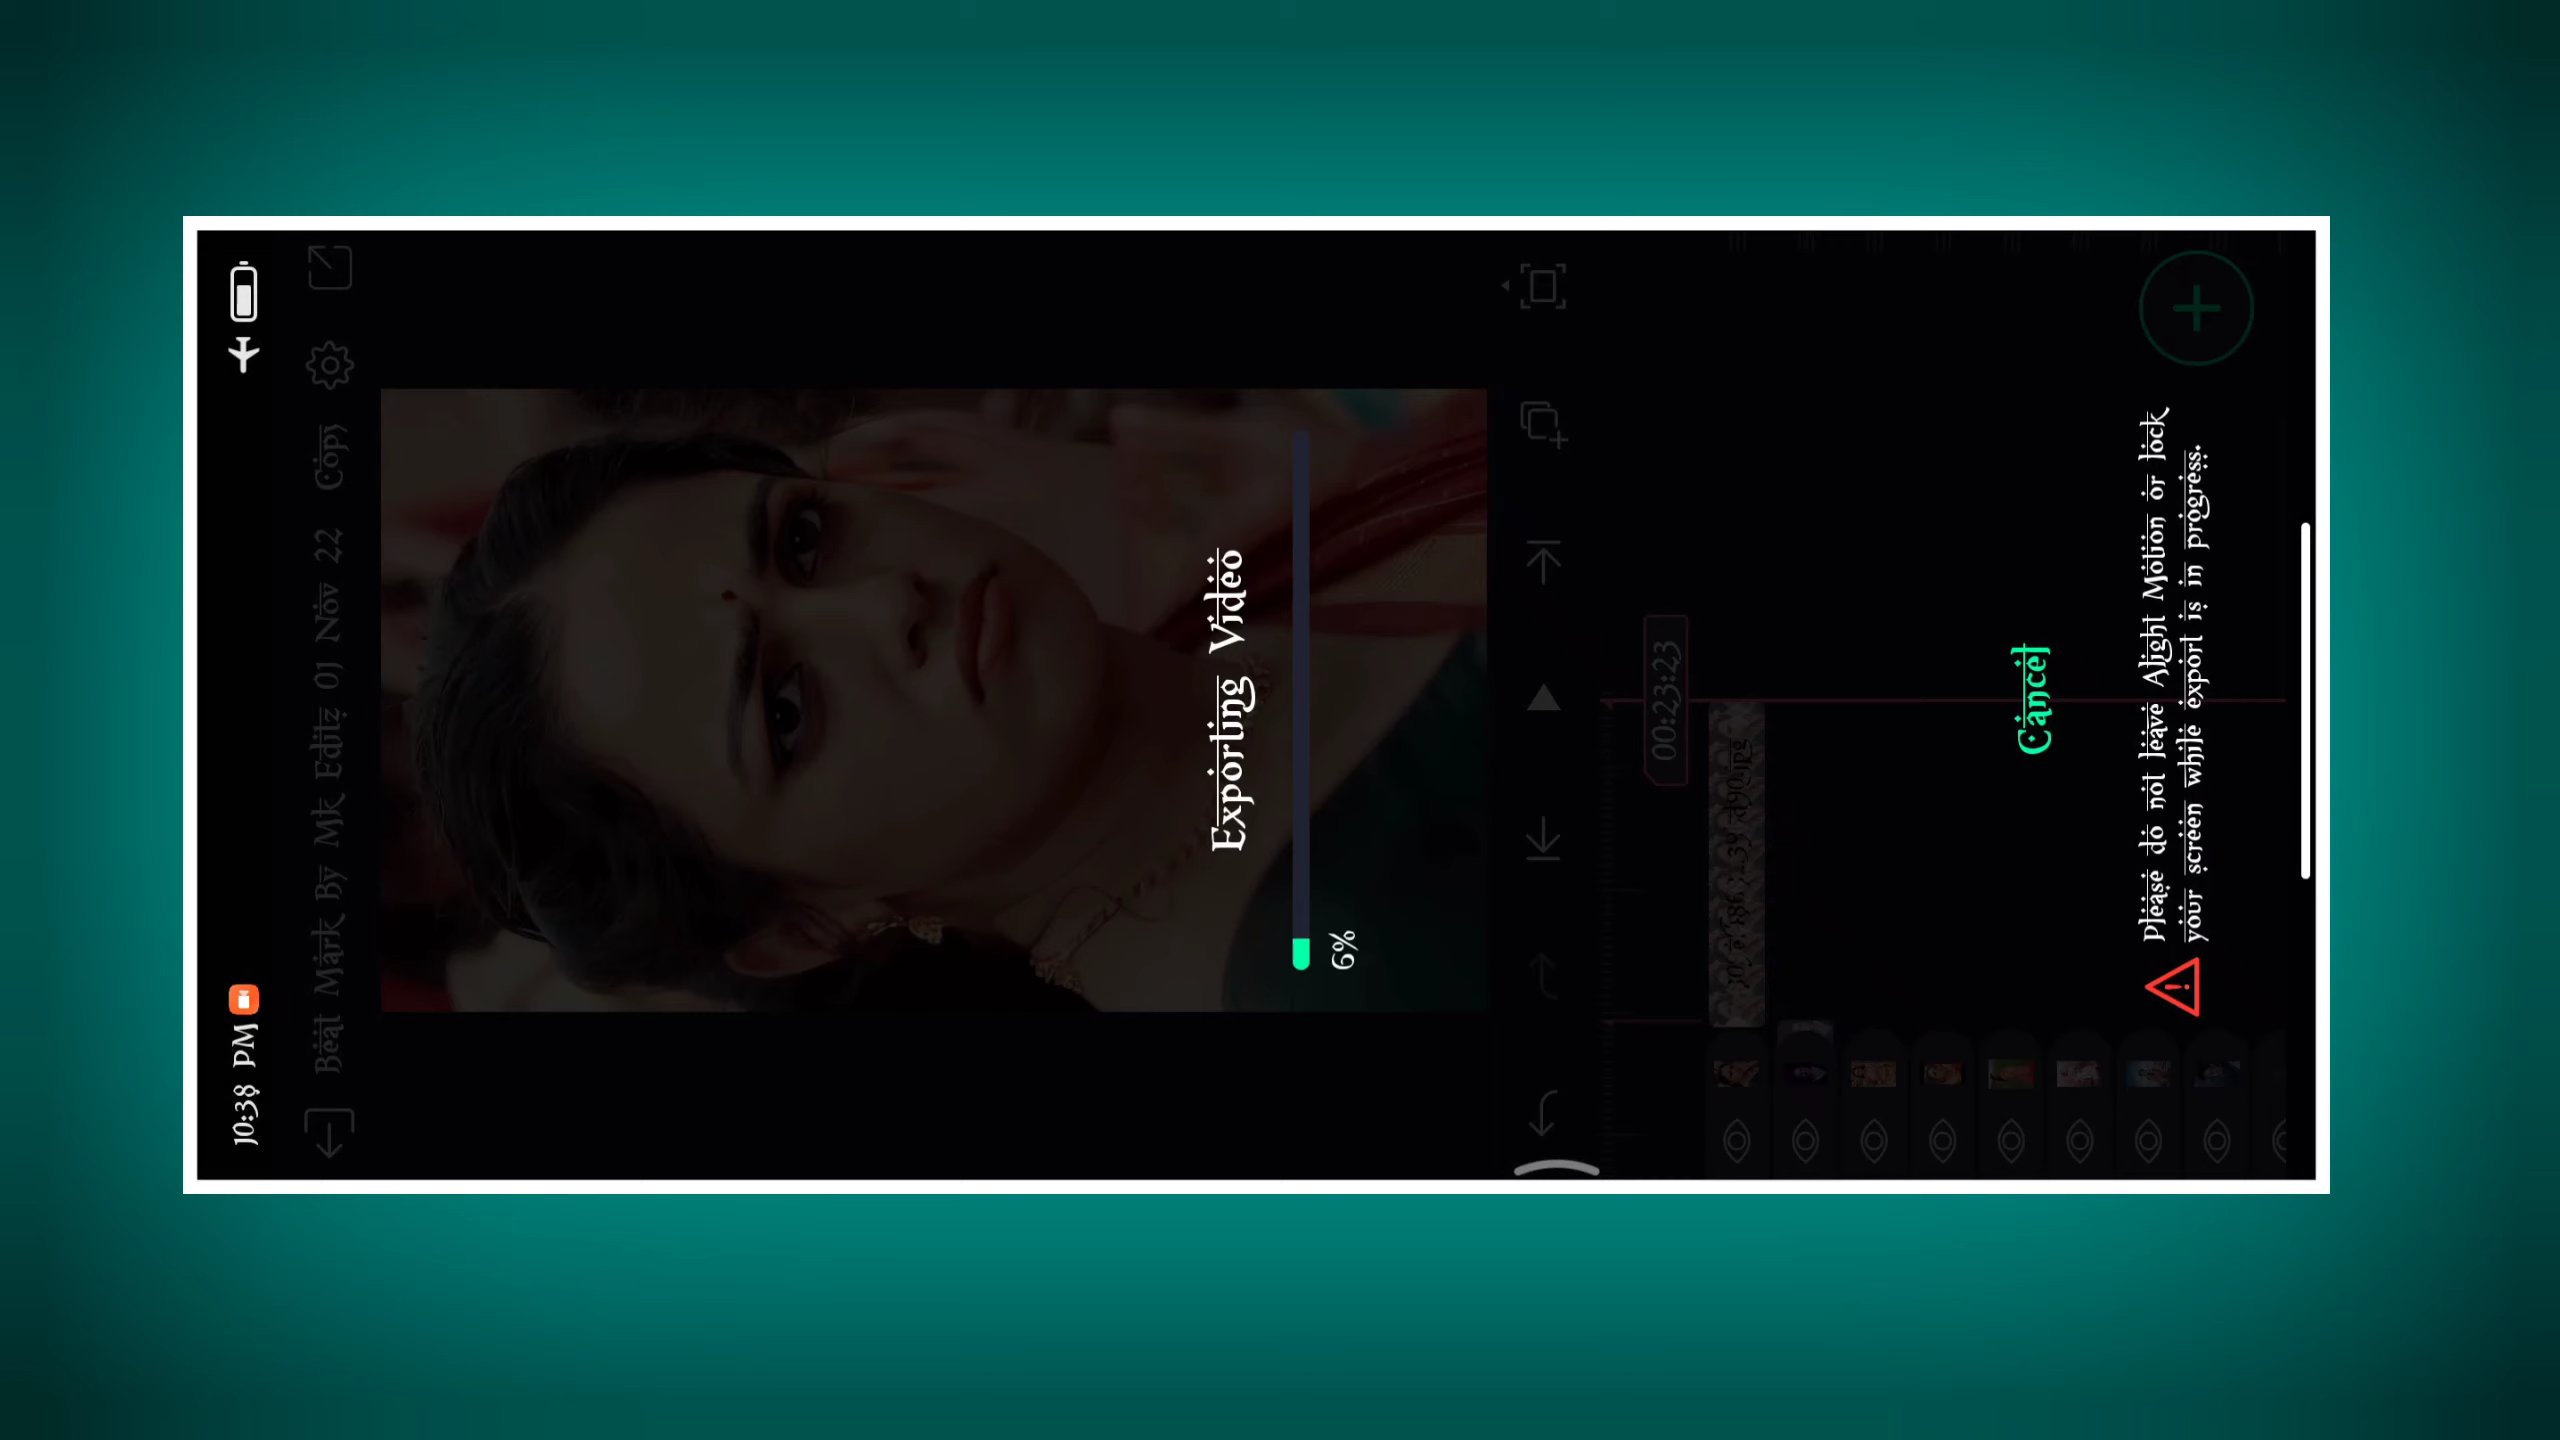 10:38 PM
Beat Mark By Mk Editz 01 Nov 22 Copy
Exporting Video
6%
00:23:23
Cancel
Please do not leave Alight Motion or lock
your screen while export is in progress.